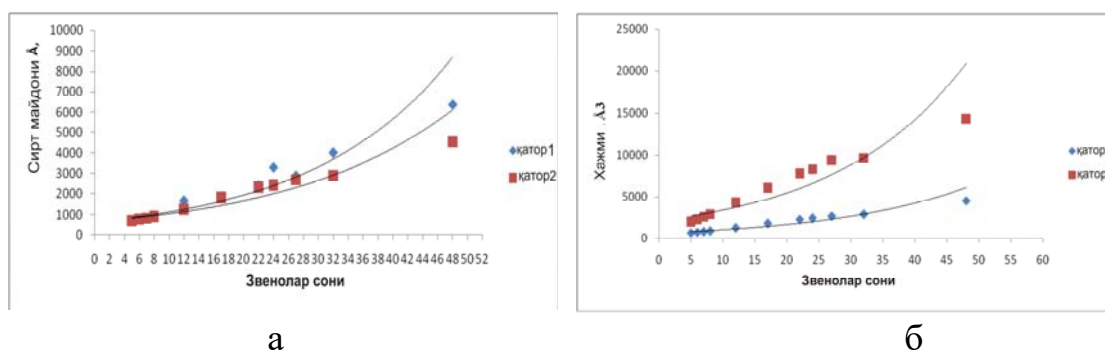 Сирт майдони Å,
10000
9000
8000
7000
6000
5000
4000
3000
2000
1000
0
0 2 4 6 8 10 12 14 16 18 20 22 24 26 28 30 32 34 36 38 40 42 44 46 48 50 52
Звенолар сони
қатор1
қатор2
а
Хажми .Å3
25000
20000
15000
10000
5000
0
0 5 10 15 20 25 30 35 40 45 50 55 60
Звенолар сони
қатор
қатор
б